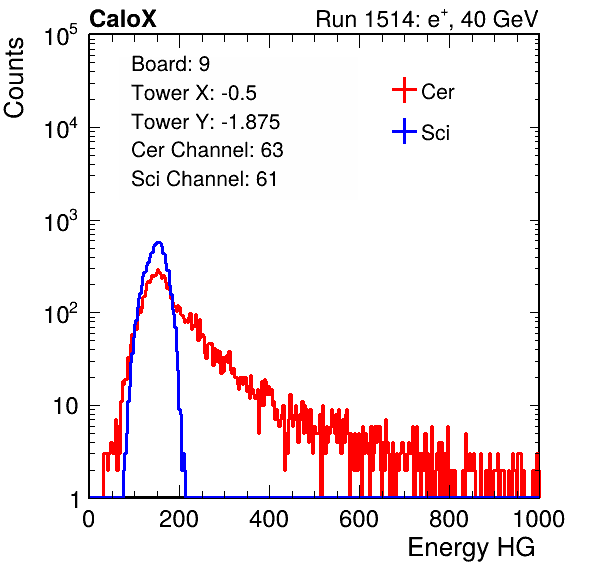 CaloX Run 1514: e⁺, 40 GeV
Counts
Board: 9
Tower X: -0.5
Tower Y: -1.875
Cer Channel: 63
Sci Channel: 61
Cer
Sci
10⁵
10⁴
10³
10²
10
1
0 200 400 600 800 1000
Energy HG